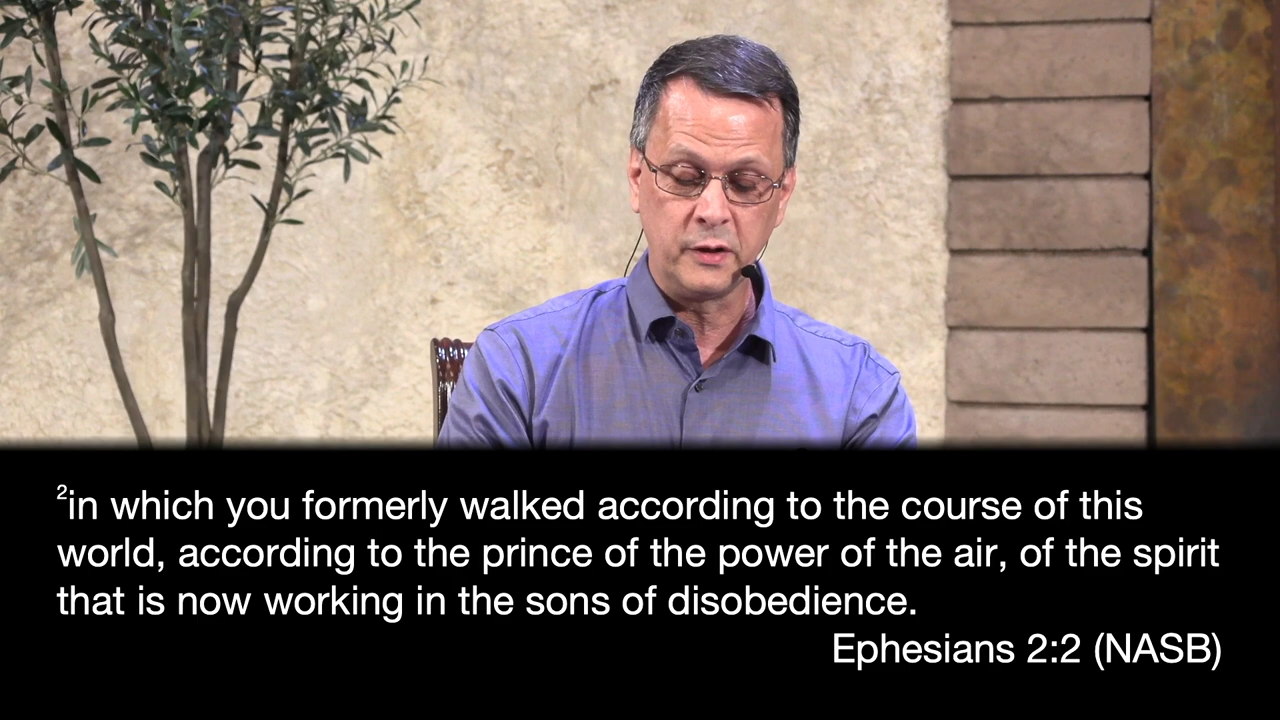 ²in which you formerly walked according to the course of this
world, according to the prince of the power of the air, of the spirit
that is now working in the sons of disobedience.
Ephesians 2:2 (NASB)